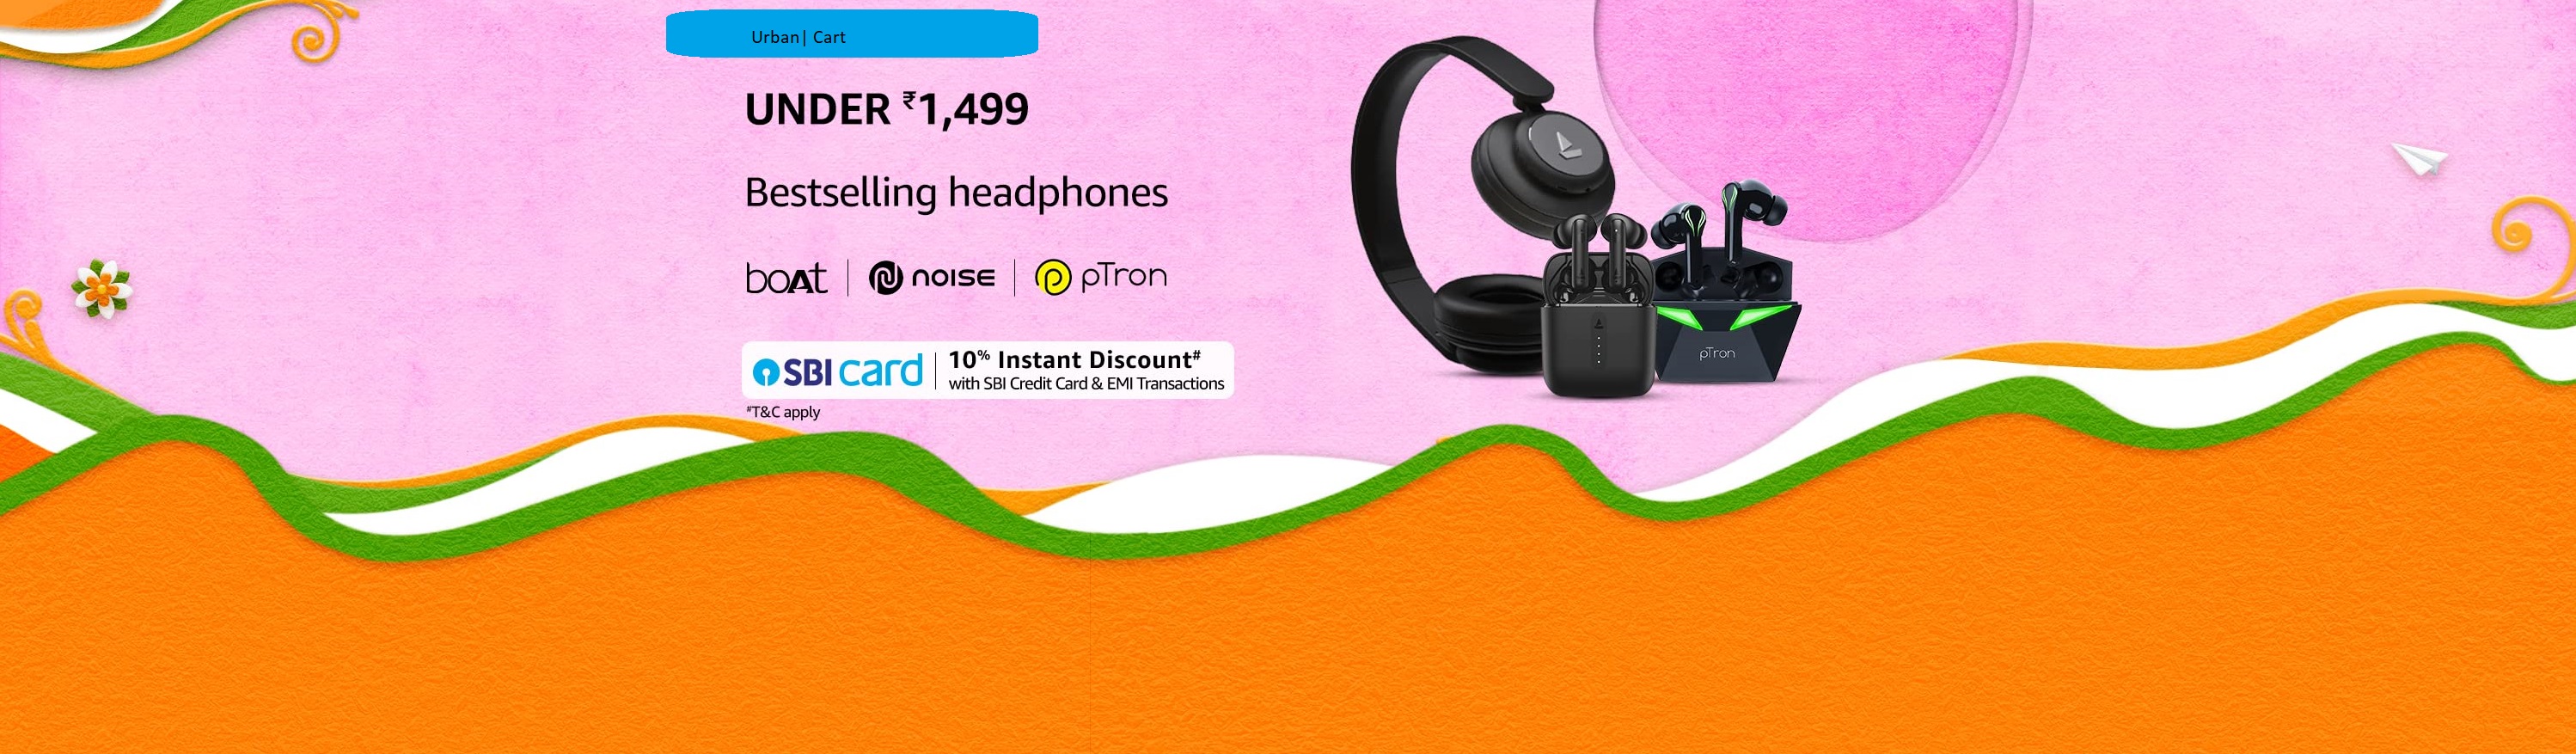 Urban| Cart
UNDER ₹1,499
Bestselling headphones
boAt | noise | pTron
SBI card | 10% Instant Discount#
with SBI Credit Card & EMI Transactions
#T&C apply
pTron